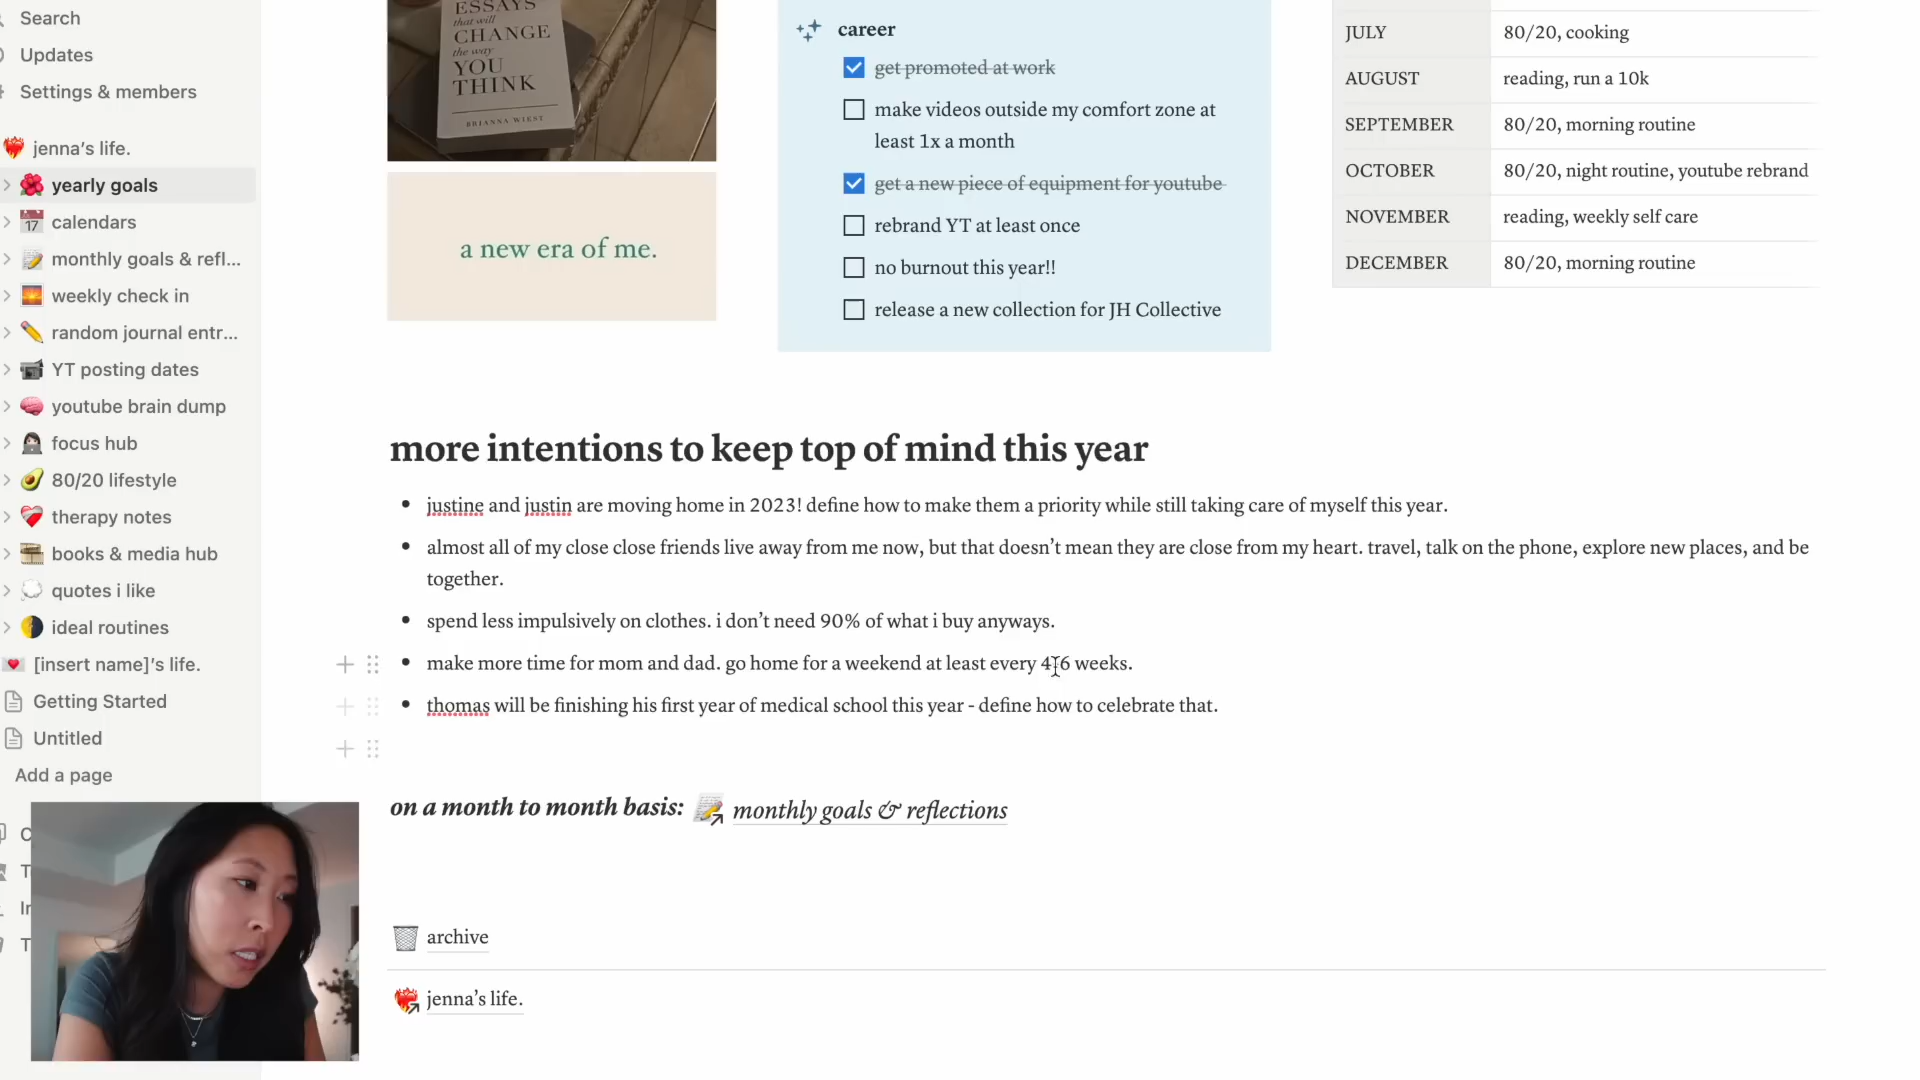 Search
Updates
Settings & members
jenna's life.
yearly goals
calendars
monthly goals & refl...
weekly check in
random journal entr...
YT posting dates
youtube brain dump
focus hub
80/20 lifestyle
therapy notes
books & media hub
quotes i like
ideal routines
[insert name]'s life.
Getting Started
Untitled
Add a page
ESSAYS
that will
CHANGE
the way
YOU
THINK
BRIANNA WIEST
a new era of me.
career
get promoted at work
make videos outside my comfort zone at
least 1x a month
get a new piece of equipment for youtube
rebrand YT at least once
no burnout this year!!
release a new collection for JH Collective
JULY 80/20, cooking
AUGUST reading, run a 10k
SEPTEMBER 80/20, morning routine
OCTOBER 80/20, night routine, youtube rebrand
NOVEMBER reading, weekly self care
DECEMBER 80/20, morning routine
more intentions to keep top of mind this year
justine and justin are moving home in 2023! define how to make them a priority while still taking care of myself this year.
almost all of my close close friends live away from me now, but that doesn't mean they are close from my heart. travel, talk on the phone, explore new places, and be
together.
spend less impulsively on clothes. i don't need 90% of what i buy anyways.
make more time for mom and dad. go home for a weekend at least every 4-6 weeks.
thomas will be finishing his first year of medical school this year - define how to celebrate that.
on a month to month basis: monthly goals & reflections
archive
jenna's life.